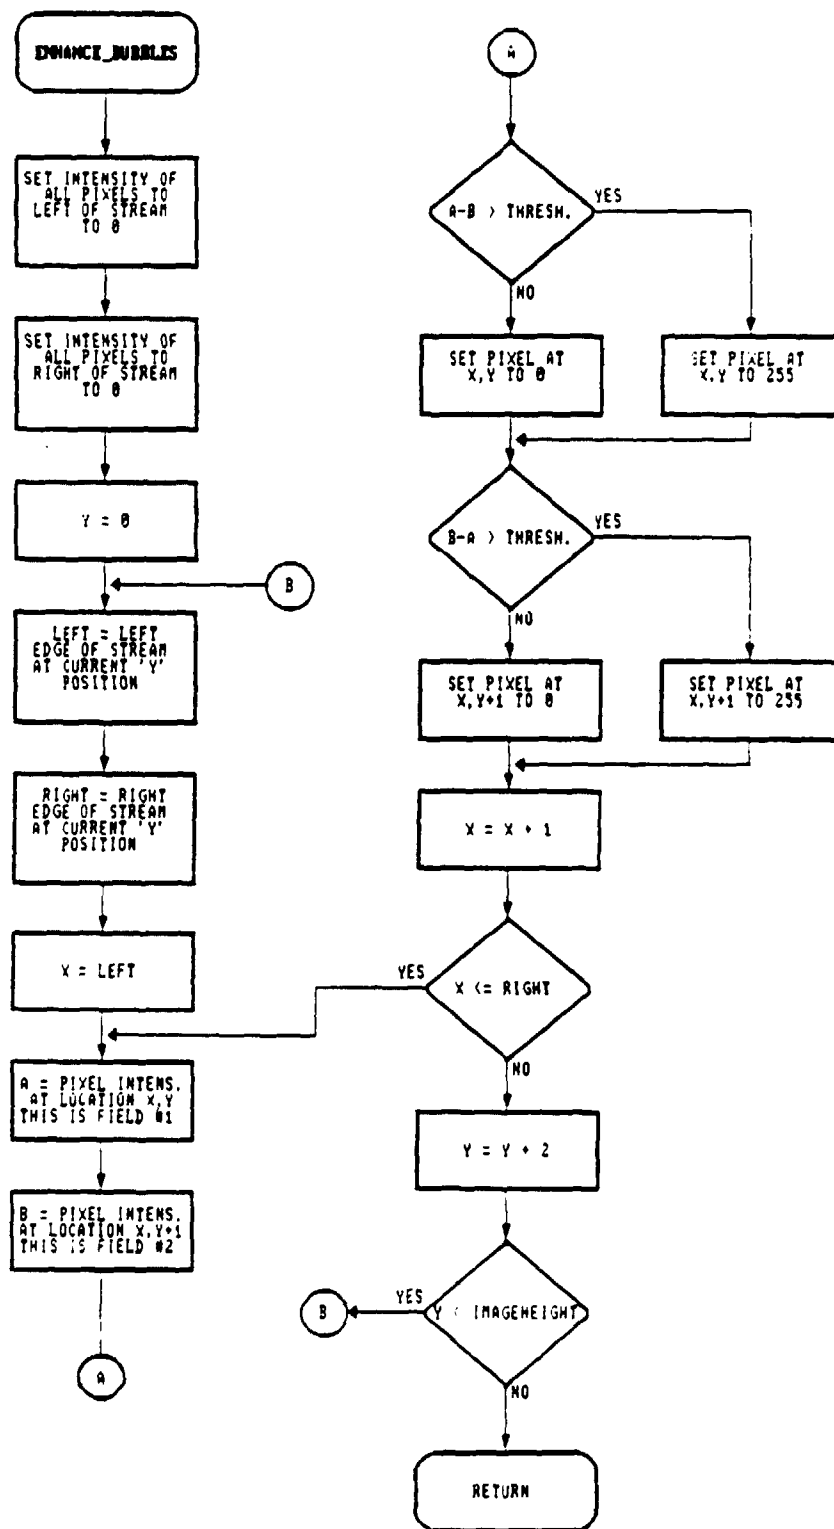 ENHANCE_BUBBLES
SET INTENSITY OF
ALL PIXELS TO
LEFT OF STREAM
TO 0
SET INTENSITY OF
ALL PIXELS TO
RIGHT OF STREAM
TO 0
Y = 0
B
LEFT = LEFT
EDGE OF STREAM
AT CURRENT 'Y'
POSITION
RIGHT = RIGHT
EDGE OF STREAM
AT CURRENT 'Y'
POSITION
X = LEFT
A = PIXEL INTENS.
AT LOCATION X,Y
THIS IS FIELD #1
B = PIXEL INTENS.
AT LOCATION X,Y+1
THIS IS FIELD #2
A
A
A-B > THRESH.
YES
NO
SET PIXEL AT
X,Y TO 0
SET PIXEL AT
X,Y TO 255
B-A > THRESH.
YES
NO
SET PIXEL AT
X,Y+1 TO 0
SET PIXEL AT
X,Y+1 TO 255
X = X + 1
YES
X <= RIGHT
NO
Y = Y + 2
B
YES
Y < IMAGEHEIGHT
NO
RETURN